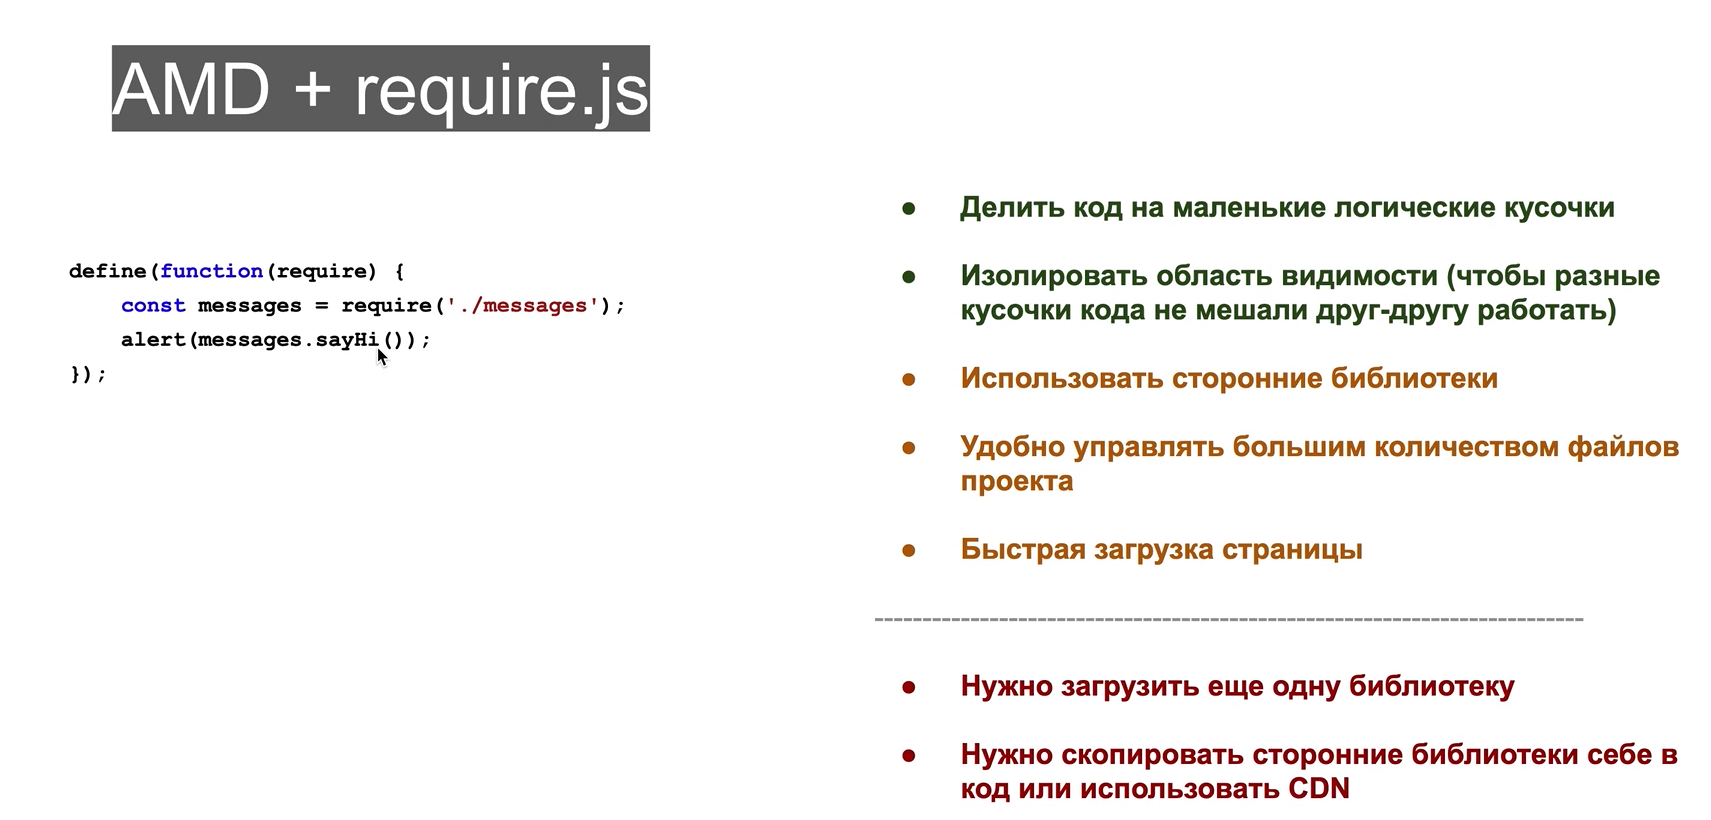 AMD + require.js
define(function(require) {
    const messages = require('./messages');
    alert(messages.sayHi());
});
● Делить код на маленькие логические кусочки
● Изолировать область видимости (чтобы разные
кусочки кода не мешали друг-другу работать)
● Использовать сторонние библиотеки
● Удобно управлять большим количеством файлов
проекта
● Быстрая загрузка страницы
---------------------------------------------------------------------------
● Нужно загрузить еще одну библиотеку
● Нужно скопировать сторонние библиотеки себе в
код или использовать CDN